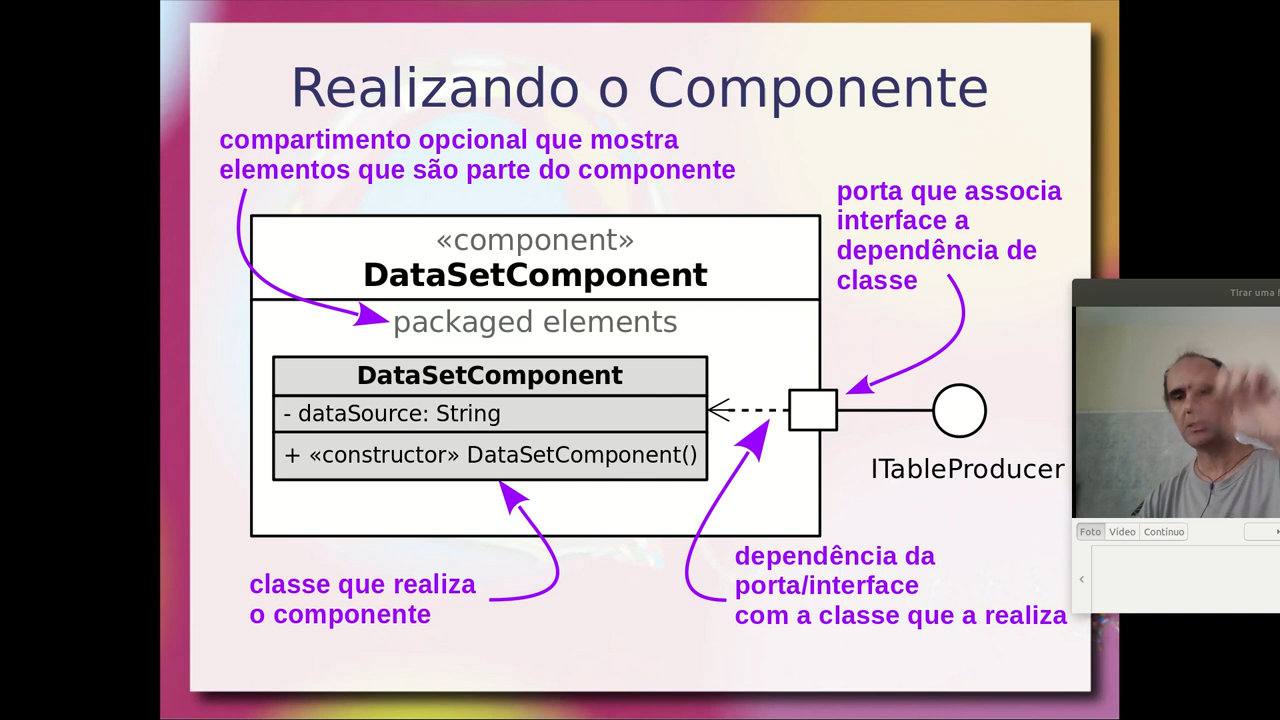 Realizando o Componente
compartimento opcional que mostra
elementos que são parte do componente
porta que associa
interface a
dependência de
classe
«component»
DataSetComponent
packaged elements
DataSetComponent
- dataSource: String
+ «constructor» DataSetComponent()
ITableProducer
classe que realiza
o componente
dependência da
porta/interface
com a classe que a realiza
Tirar uma
Foto
Vídeo
Contínuo